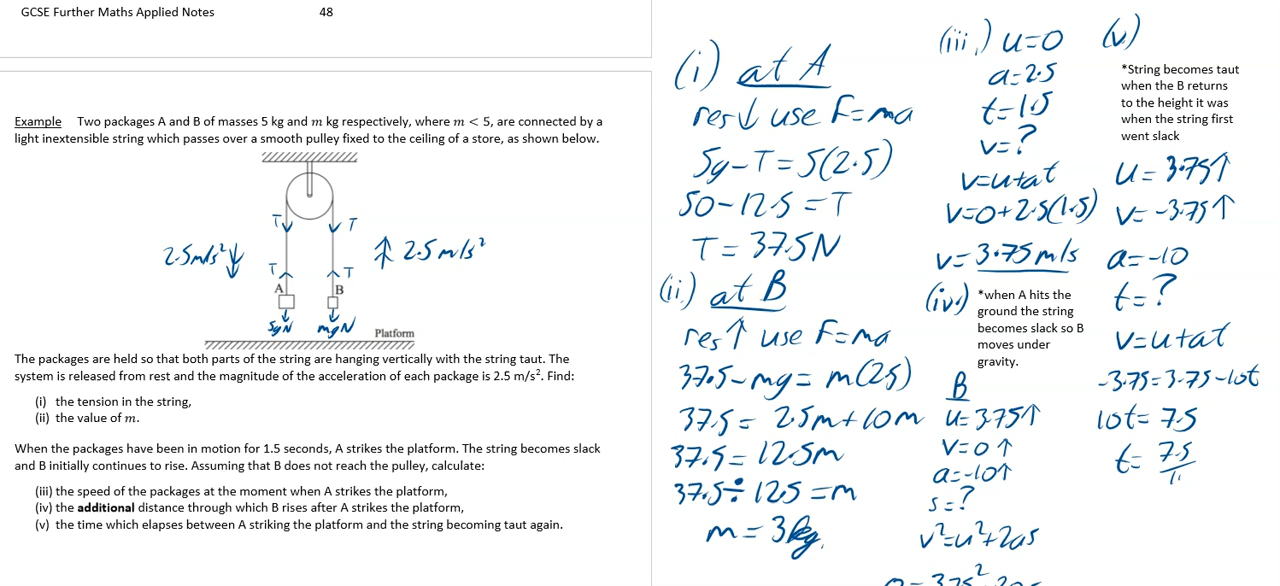 GCSE Further Maths Applied Notes 48
Example Two packages A and B of masses 5 kg and m kg respectively, where m < 5, are connected by a
light inextensible string which passes over a smooth pulley fixed to the ceiling of a store, as shown below.
T T
2.5m/s² ↓ ↑ 2.5 m/s²
T T
A B
5gN mgN
Platform
The packages are held so that both parts of the string are hanging vertically with the string taut. The
system is released from rest and the magnitude of the acceleration of each package is 2.5 m/s². Find:
(i) the tension in the string,
(ii) the value of m.
When the packages have been in motion for 1.5 seconds, A strikes the platform. The string becomes slack
and B initially continues to rise. Assuming that B does not reach the pulley, calculate:
(iii) the speed of the packages at the moment when A strikes the platform,
(iv) the additional distance through which B rises after A strikes the platform,
(v) the time which elapses between A striking the platform and the string becoming taut again.
(i) at A
res↓ use F=ma
5g-T=5(2.5)
50-12.5=T
T=37.5N
(ii) at B
res↑ use F=ma
37.5-mg=m(2.5)
37.5=2.5m+10m
37.5=12.5m
37.5÷12.5=m
m=3kg.
(iii) u=0
a=2.5
t=1.5
v=?
v=u+at
v=0+2.5(1.5)
v=3.75m/s
(iv) *when A hits the
ground the string
becomes slack so B
moves under
gravity.
B
u=3.75↑
v=0↑
a=-10↑
s=?
v²=u²+2as
(v)
*String becomes taut
when the B returns
to the height it was
when the string first
went slack
u=3.75↑
v=-3.75↑
a=-10
t=?
v=u+at
-3.75=3.75-10t
10t=7.5
t=7.5